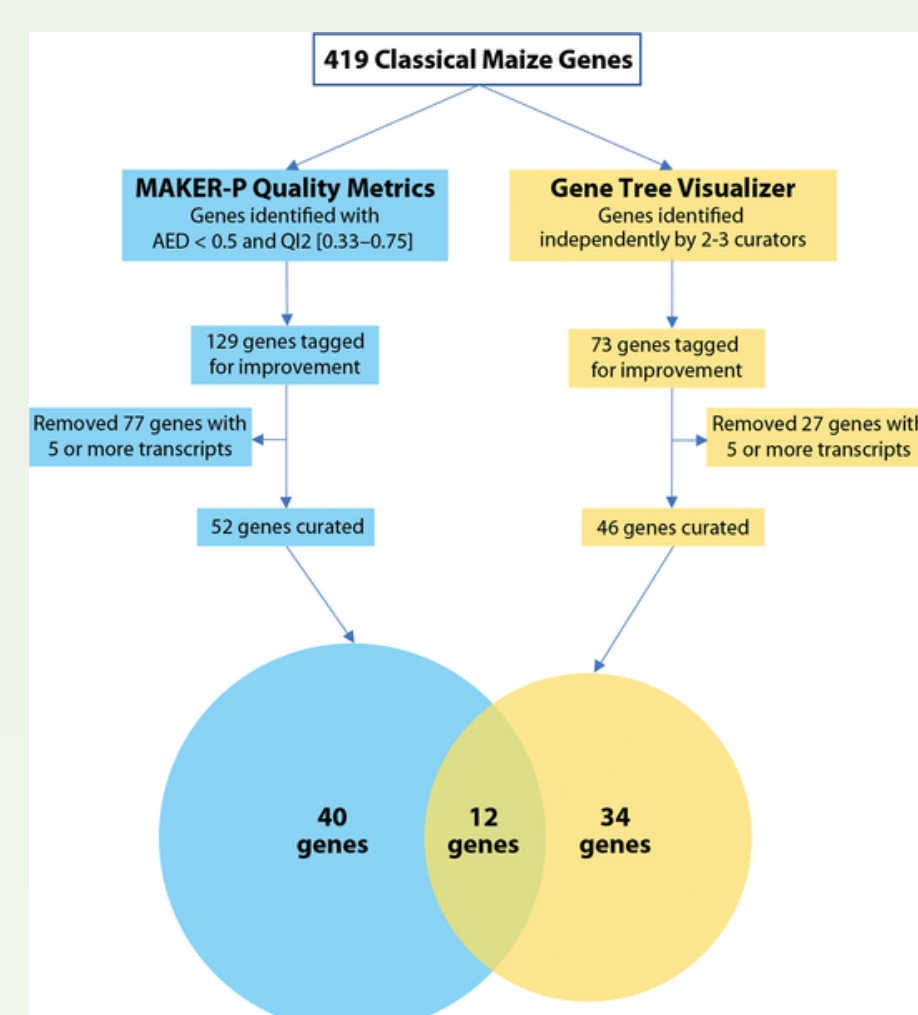 419 Classical Maize Genes
MAKER-P Quality Metrics
Genes identified with
AED < 0.5 and QI2 [0.33–0.75]
Gene Tree Visualizer
Genes identified
independently by 2-3 curators
129 genes tagged
for improvement
73 genes tagged
for improvement
Removed 77 genes with
5 or more transcripts
Removed 27 genes with
5 or more transcripts
52 genes curated
46 genes curated
40
genes
12
genes
34
genes